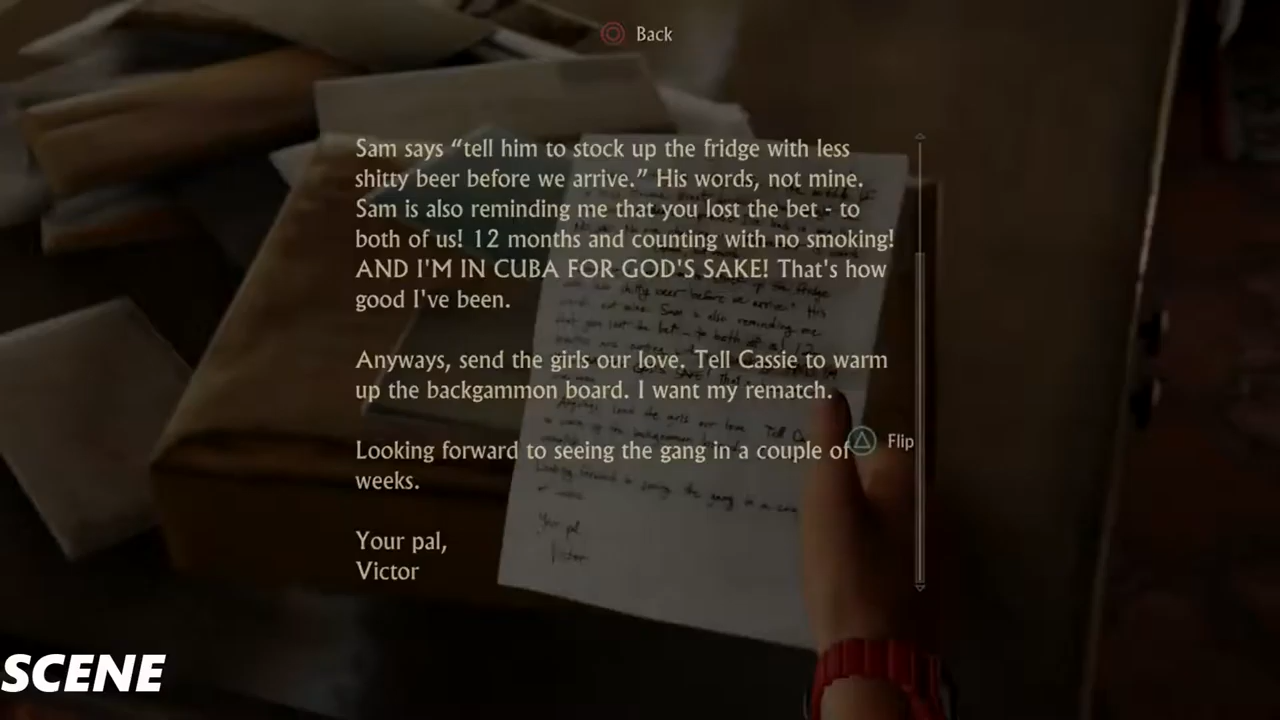 Back
Sam says “tell him to stock up the fridge with less
shitty beer before we arrive.” His words, not mine.
Sam is also reminding me that you lost the bet - to
both of us! 12 months and counting with no smoking!
AND I'M IN CUBA FOR GOD'S SAKE! That's how
good I've been.
Anyways, send the girls our love. Tell Cassie to warm
up the backgammon board. I want my rematch.
Flip
Looking forward to seeing the gang in a couple of
weeks.
Your pal,
Victor
Your pal
Victor
SCENE